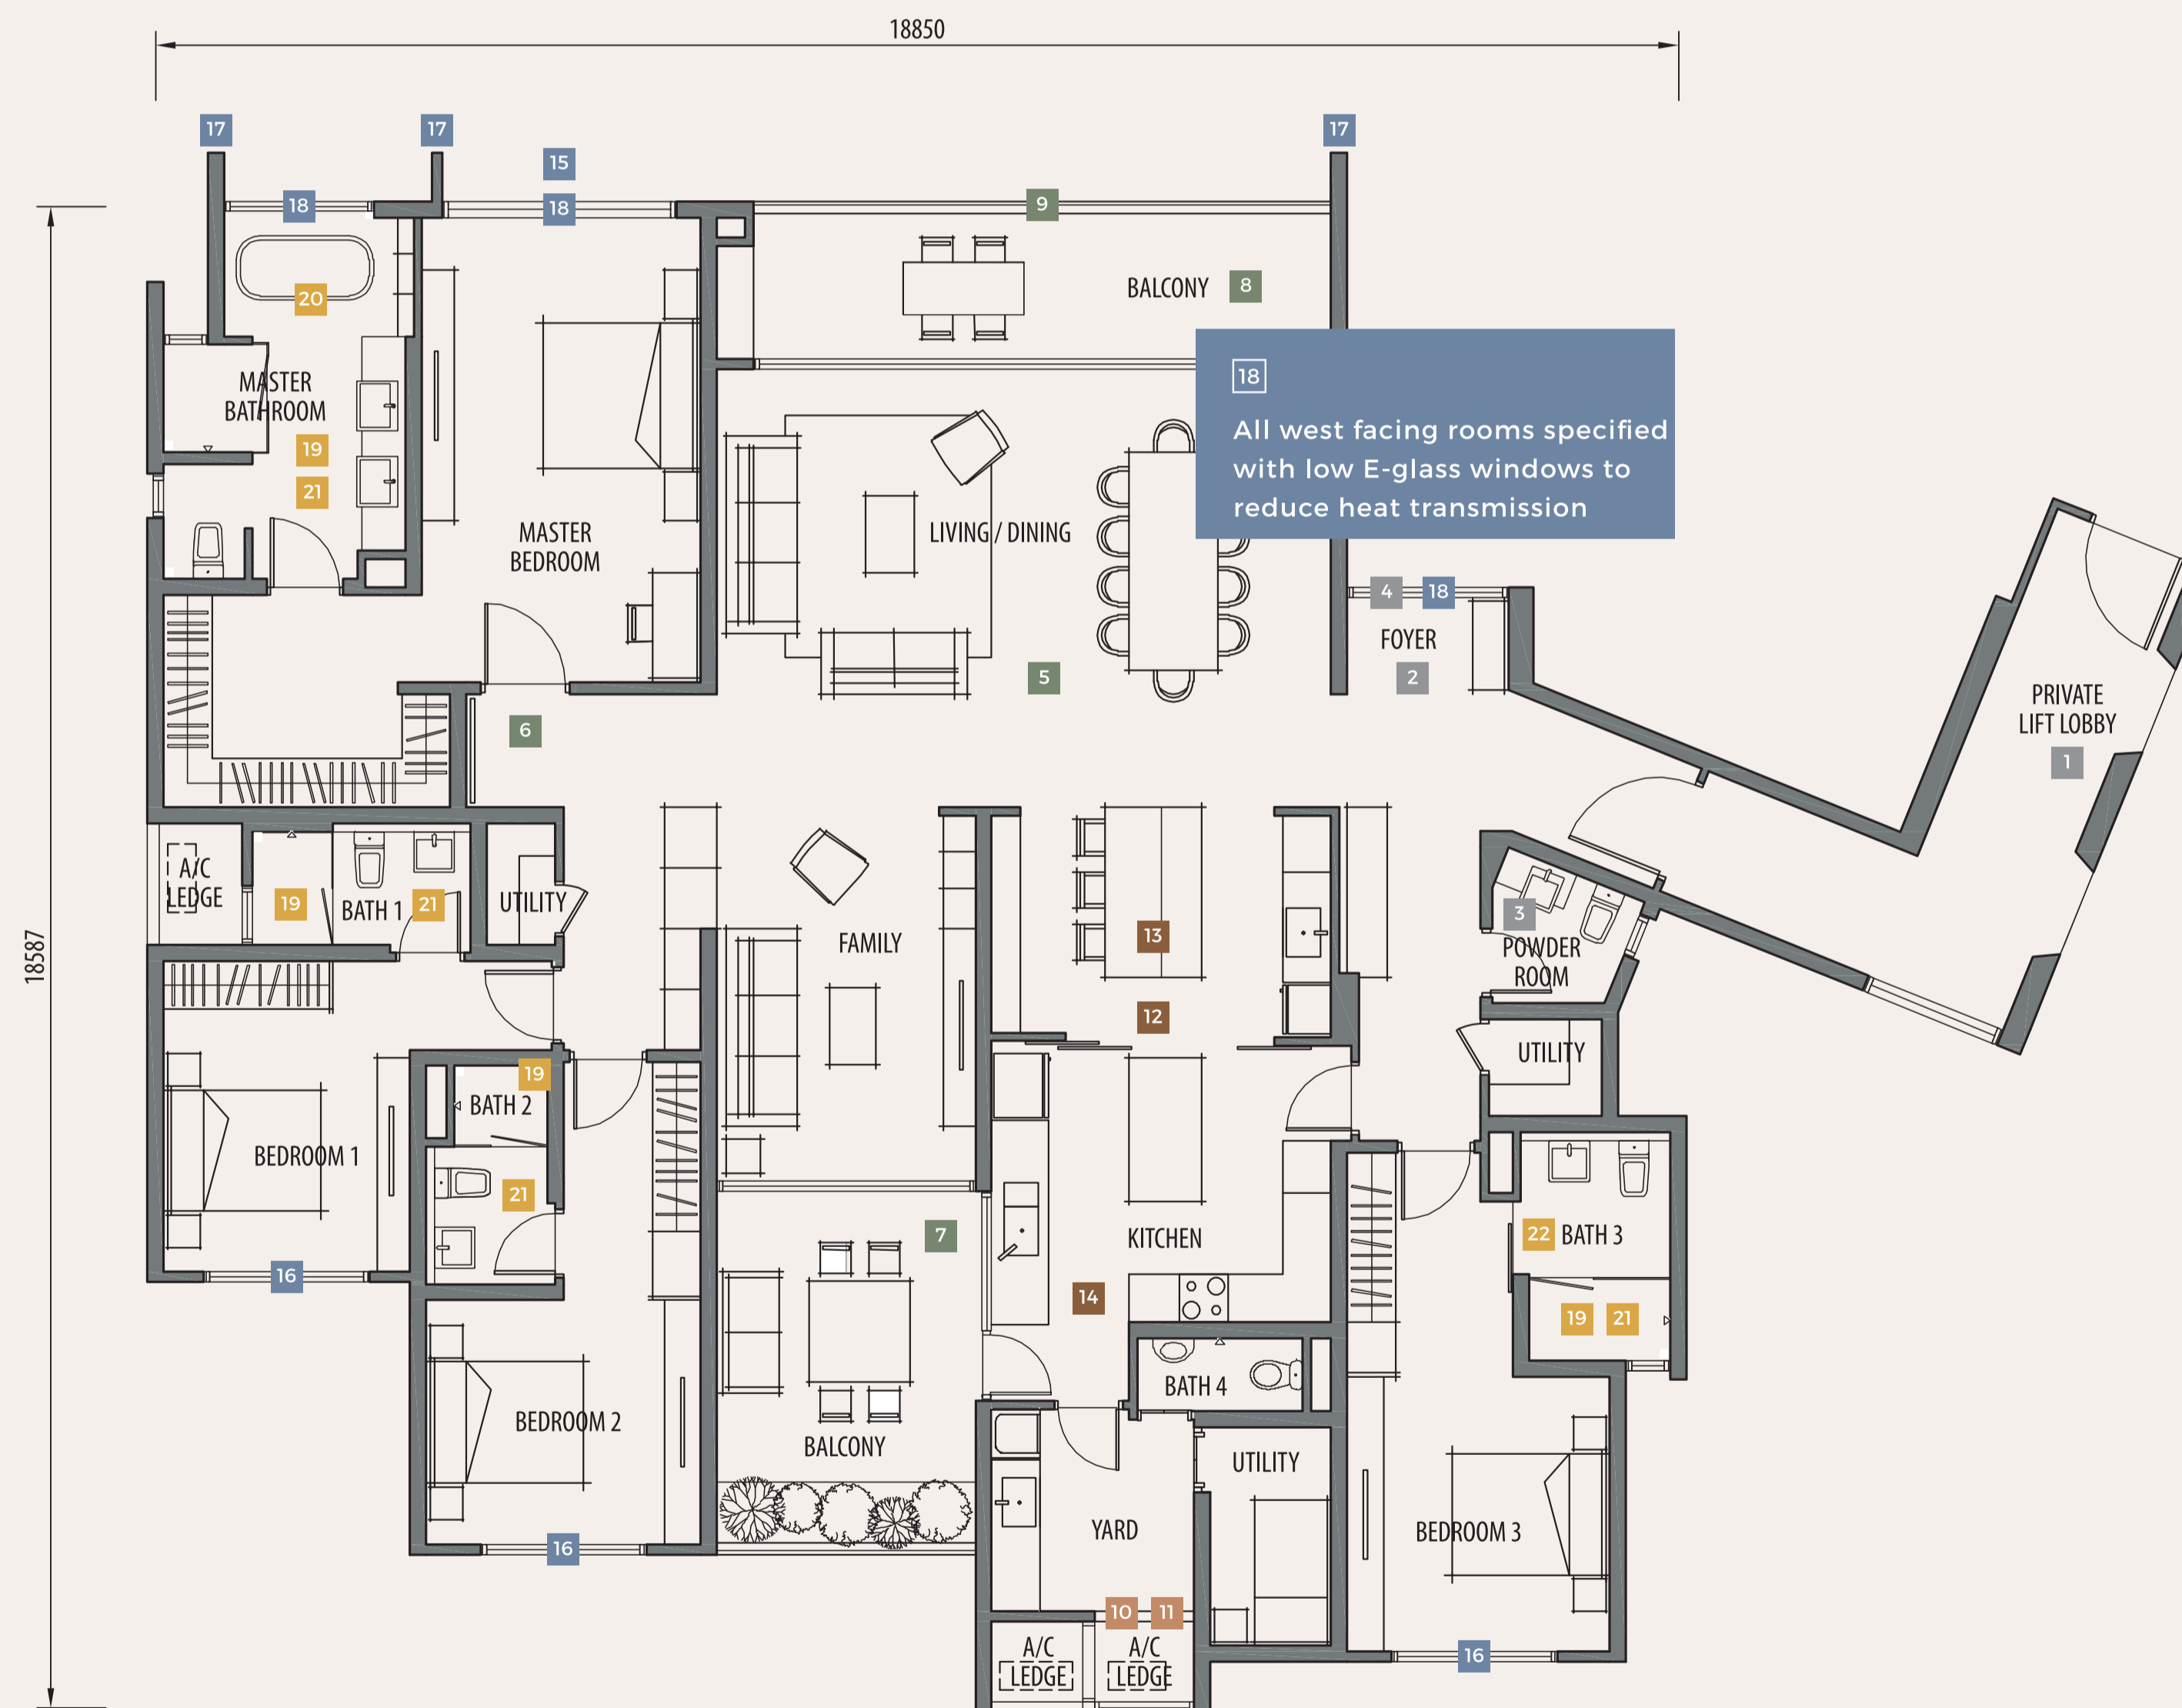 18850
17
17
17
15
18
18
9
BALCONY 8
20
MASTER
BATHROOM
19
21
18
All west facing rooms specified
with low E-glass windows to
reduce heat transmission
MASTER
BEDROOM
LIVING / DINING
4 18
FOYER
2
5
6
PRIVATE
LIFT LOBBY
1
A/C
LEDGE
19
BATH 1
21
UTILITY
FAMILY
13
12
3
POWDER
ROOM
18587
UTILITY
19
BATH 2
BEDROOM 1
21
7
KITCHEN
22 BATH 3
16
14
19 21
BATH 4
BEDROOM 2
BALCONY
UTILITY
YARD
BEDROOM 3
16
10 11
A/C
LEDGE
A/C
LEDGE
16